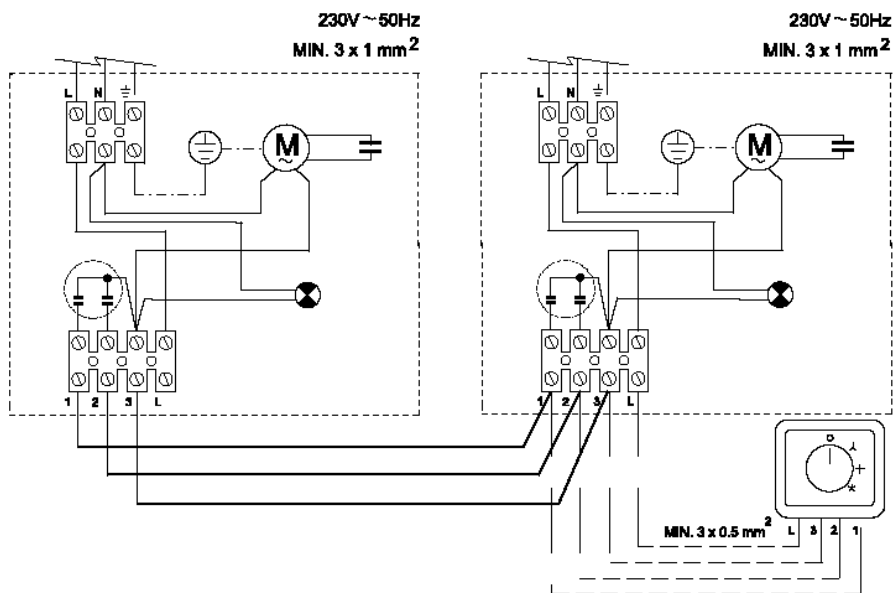 230V ~ 50Hz
MIN. 3 x 1 mm²
230V ~ 50Hz
MIN. 3 x 1 mm²
L N
L N
M
~
M
~
1 2 3 L
1 2 3 L
MIN. 3 x 0.5 mm²
L 3 2 1